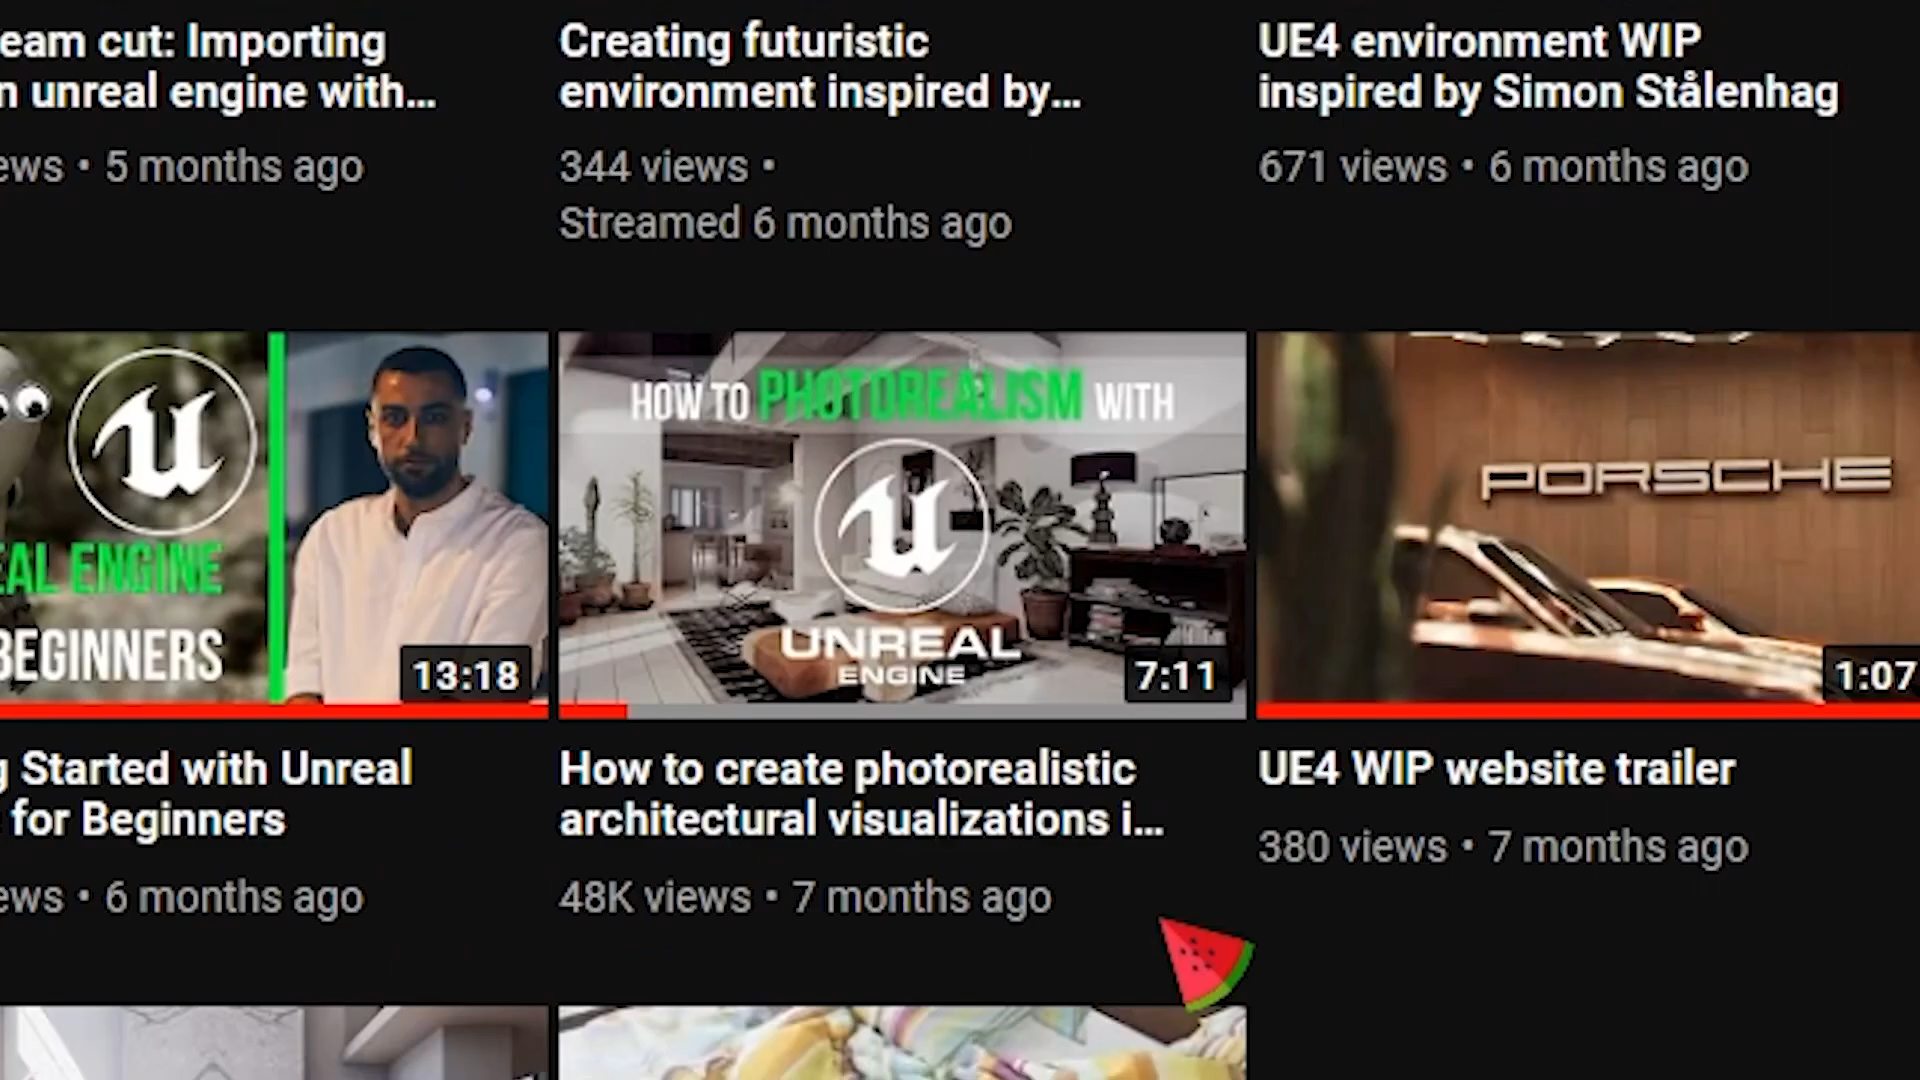 eam cut: Importing
n unreal engine with...
ews • 5 months ago
Creating futuristic
environment inspired by...
344 views •
Streamed 6 months ago
UE4 environment WIP
inspired by Simon Stålenhag
671 views • 6 months ago
EAL ENGINE
BEGINNERS
13:18
HOW TO PHOTOREALISM WITH
UNREAL
ENGINE
7:11
PORSCHE
1:07
g Started with Unreal
for Beginners
ews • 6 months ago
How to create photorealistic
architectural visualizations i...
48K views • 7 months ago
UE4 WIP website trailer
380 views • 7 months ago